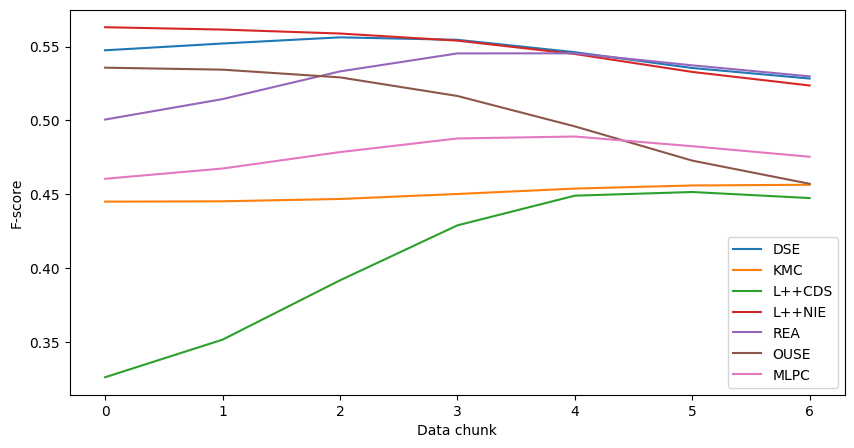 0.55
0.50
0.45
0.40
0.35
F-score
0
1
2
3
4
5
6
Data chunk
DSE
KMC
L++CDS
L++NIE
REA
OUSE
MLPC